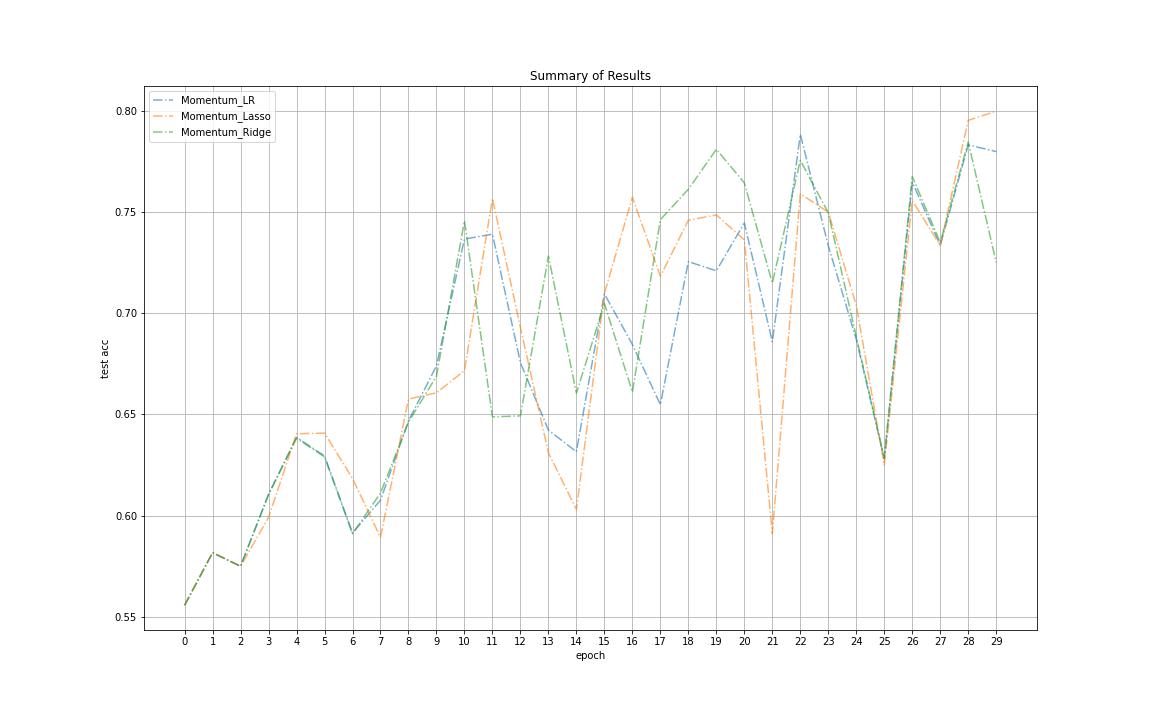 Summary of Results
Momentum_LR
Momentum_Lasso
Momentum_Ridge
0.80
0.75
0.70
0.65
0.60
0.55
test acc
0 1 2 3 4 5 6 7 8 9 10 11 12 13 14 15 16 17 18 19 20 21 22 23 24 25 26 27 28 29
epoch